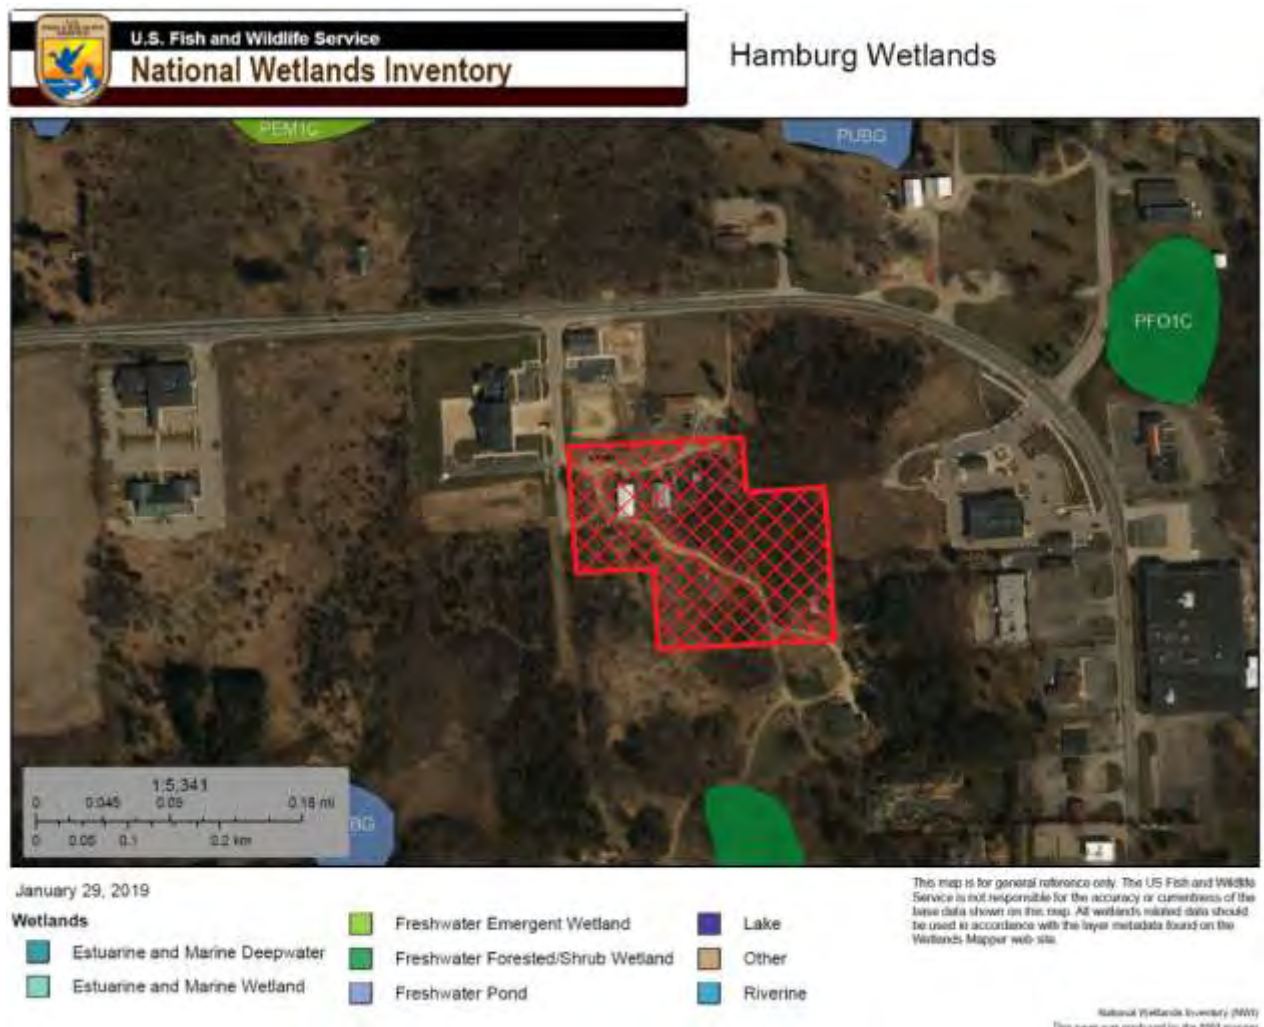 U.S. Fish and Wildlife Service
National Wetlands Inventory
Hamburg Wetlands
PEM1C
PUBG
PFO1C
1:5,341
0 0.045 0.09 0.18 mi
0 0.05 0.1 0.2 km
BG
January 29, 2019
This map is for general reference only. The US Fish and Wildlife
Service is not responsible for the accuracy or currentness of the
base data shown on this map. All wetlands related data should
be used in accordance with the layer metadata found on the
Wetlands Mapper web site.
Wetlands
Estuarine and Marine Deepwater
Estuarine and Marine Wetland
Freshwater Emergent Wetland
Freshwater Forested/Shrub Wetland
Freshwater Pond
Lake
Other
Riverine
National Wetlands Inventory (NWI)